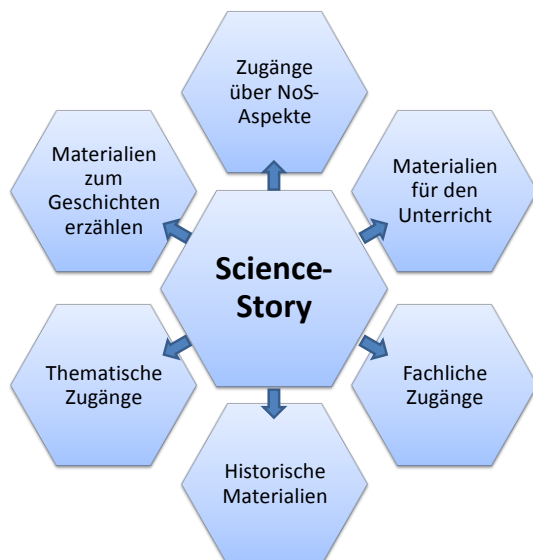 Zugänge
über NoS-
Aspekte
Materialien
zum
Geschichten
erzählen
Materialien
für den
Unterricht
Science-
Story
Thematische
Zugänge
Fachliche
Zugänge
Historische
Materialien